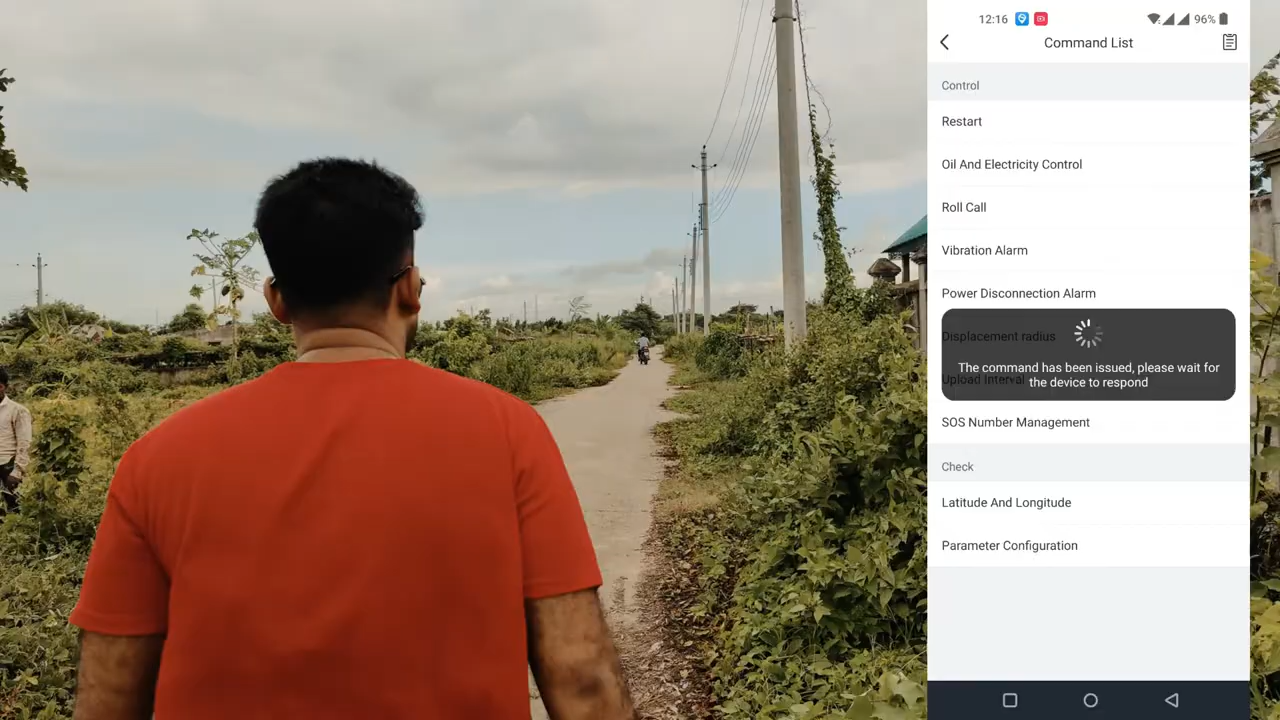 12:16
96%
Command List
Control
Restart
Oil And Electricity Control
Roll Call
Vibration Alarm
Power Disconnection Alarm
Displacement radius
The command has been issued, please wait for
Upload Interval
the device to respond
SOS Number Management
Check
Latitude And Longitude
Parameter Configuration